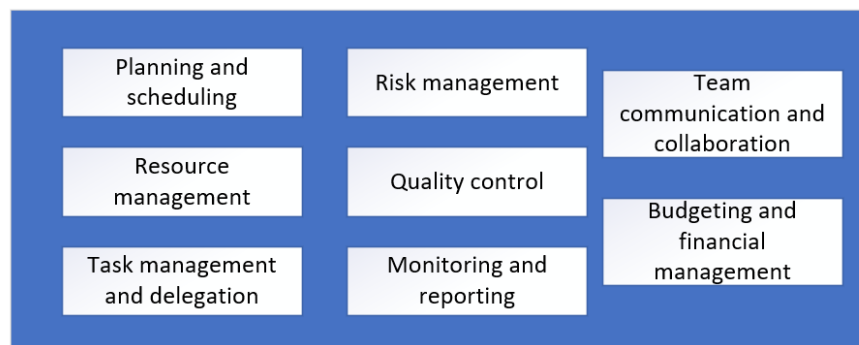 Planning and
scheduling
Resource
management
Task management
and delegation
Risk management
Quality control
Monitoring and
reporting
Team
communication and
collaboration
Budgeting and
financial
management